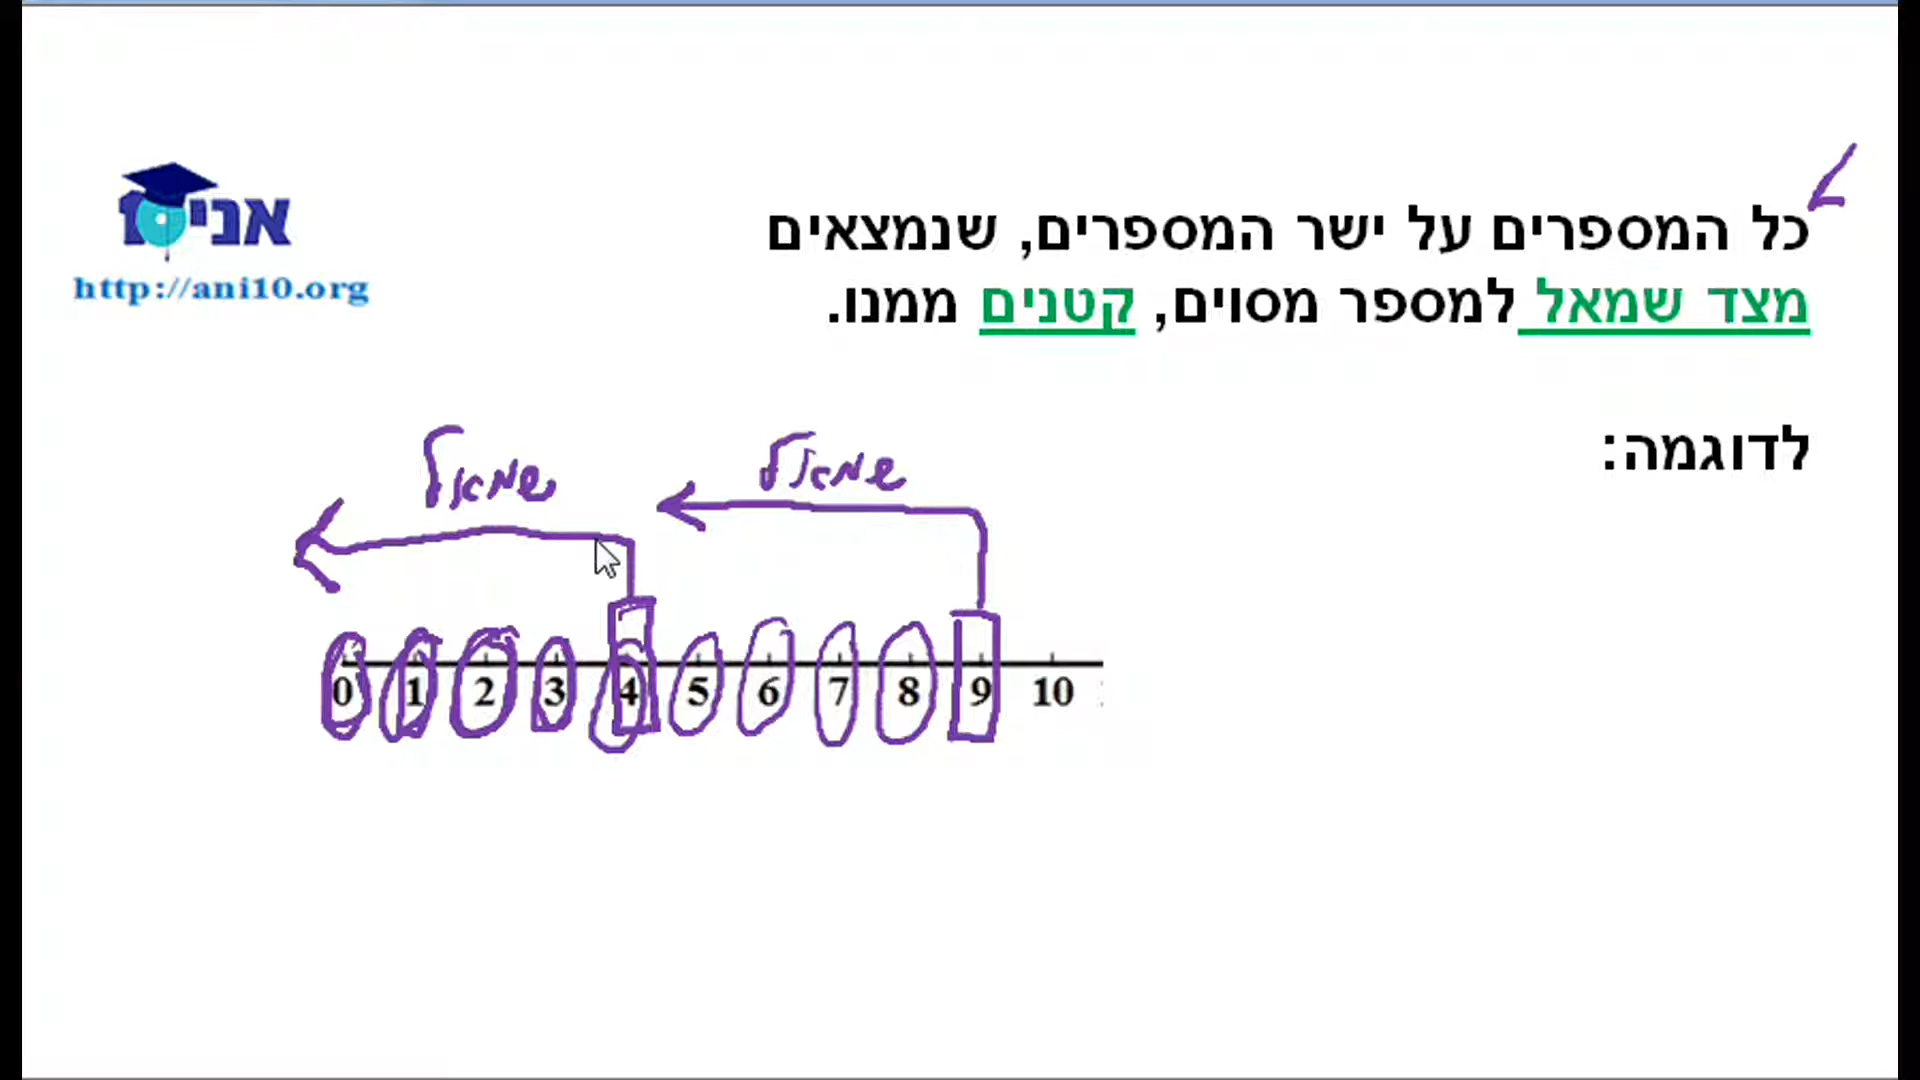 אני10
http://ani10.org
כל המספרים על ישר המספרים, שנמצאים
מצד שמאל למספר מסוים, קטנים ממנו.
לדוגמה:
שמאל
שמאל
0 1 2 3 4 5 6 7 8 9 10